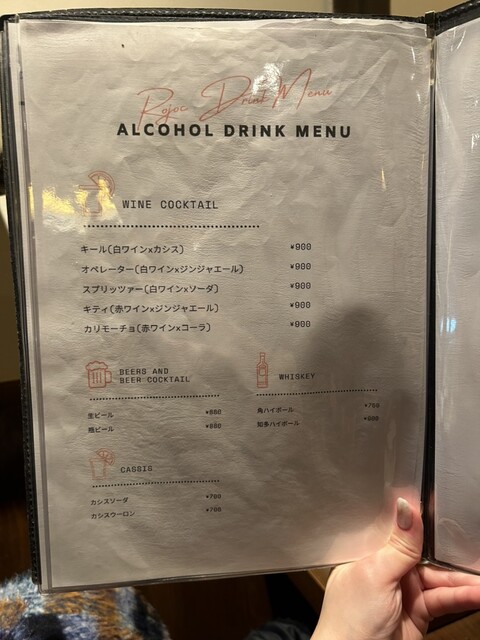 Rojoc Drink Menu
ALCOHOL DRINK MENU
WINE COCKTAIL
キール(白ワイン×カシス) ¥900
オペレーター(白ワイン×ジンジャエール) ¥900
スプリッツァー(白ワイン×ソーダ) ¥900
キティ(赤ワイン×ジンジャエール) ¥900
カリモーチョ(赤ワイン×コーラ) ¥900
BEERS AND
BEER COCKTAIL
生ビール ¥880
瓶ビール ¥880
WHISKEY
角ハイボール ¥750
知多ハイボール ¥900
CASSIS
カシスソーダ ¥700
カシスウーロン ¥700